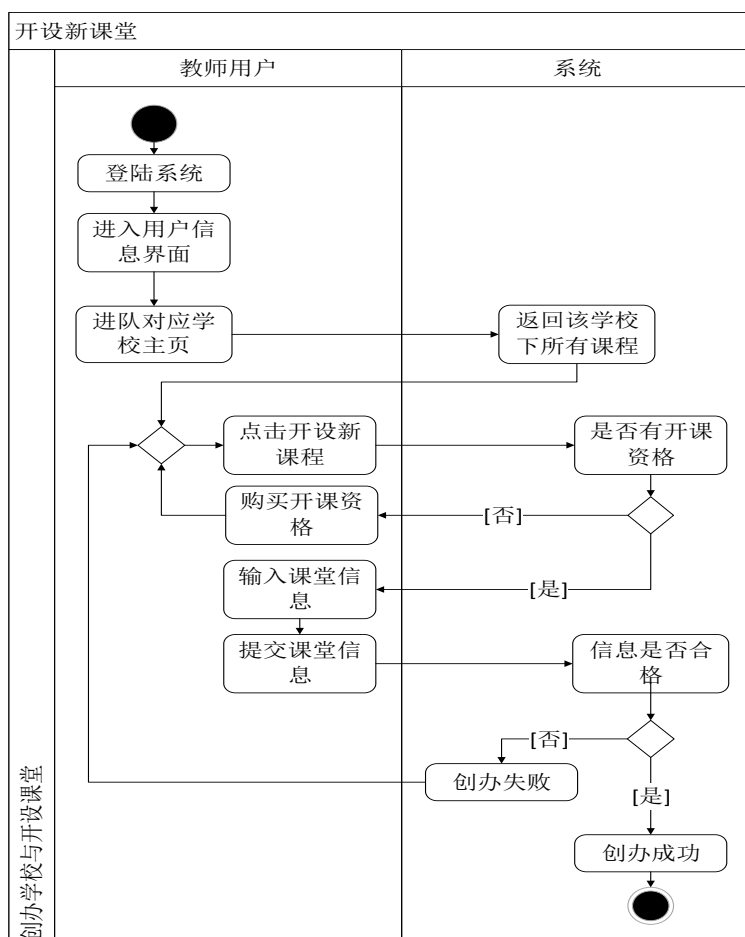 开设新课堂
教师用户
系统
登陆系统
进入用户信
息界面
进队对应学
校主页
返回该学校
下所有课程
点击开设新
课程
是否有开课
资格
购买开课资
格
[否]
输入课堂信
息
[是]
提交课堂信
息
信息是否合
格
[否]
创办失败
[是]
创办成功
创办学校与开设课堂